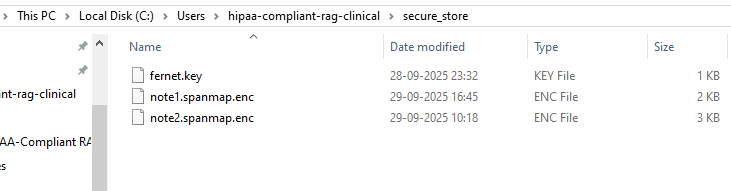 This PC > Local Disk (C:) > Users > hipaa-compliant-rag-clinical > secure_store
Name Date modified Type Size
fernet.key 28-09-2025 23:32 KEY File 1 KB
ant-rag-clinical
note1.spanmap.enc 29-09-2025 16:45 ENC File 2 KB
note2.spanmap.enc 29-09-2025 10:18 ENC File 3 KB
AA-Compliant RA
es